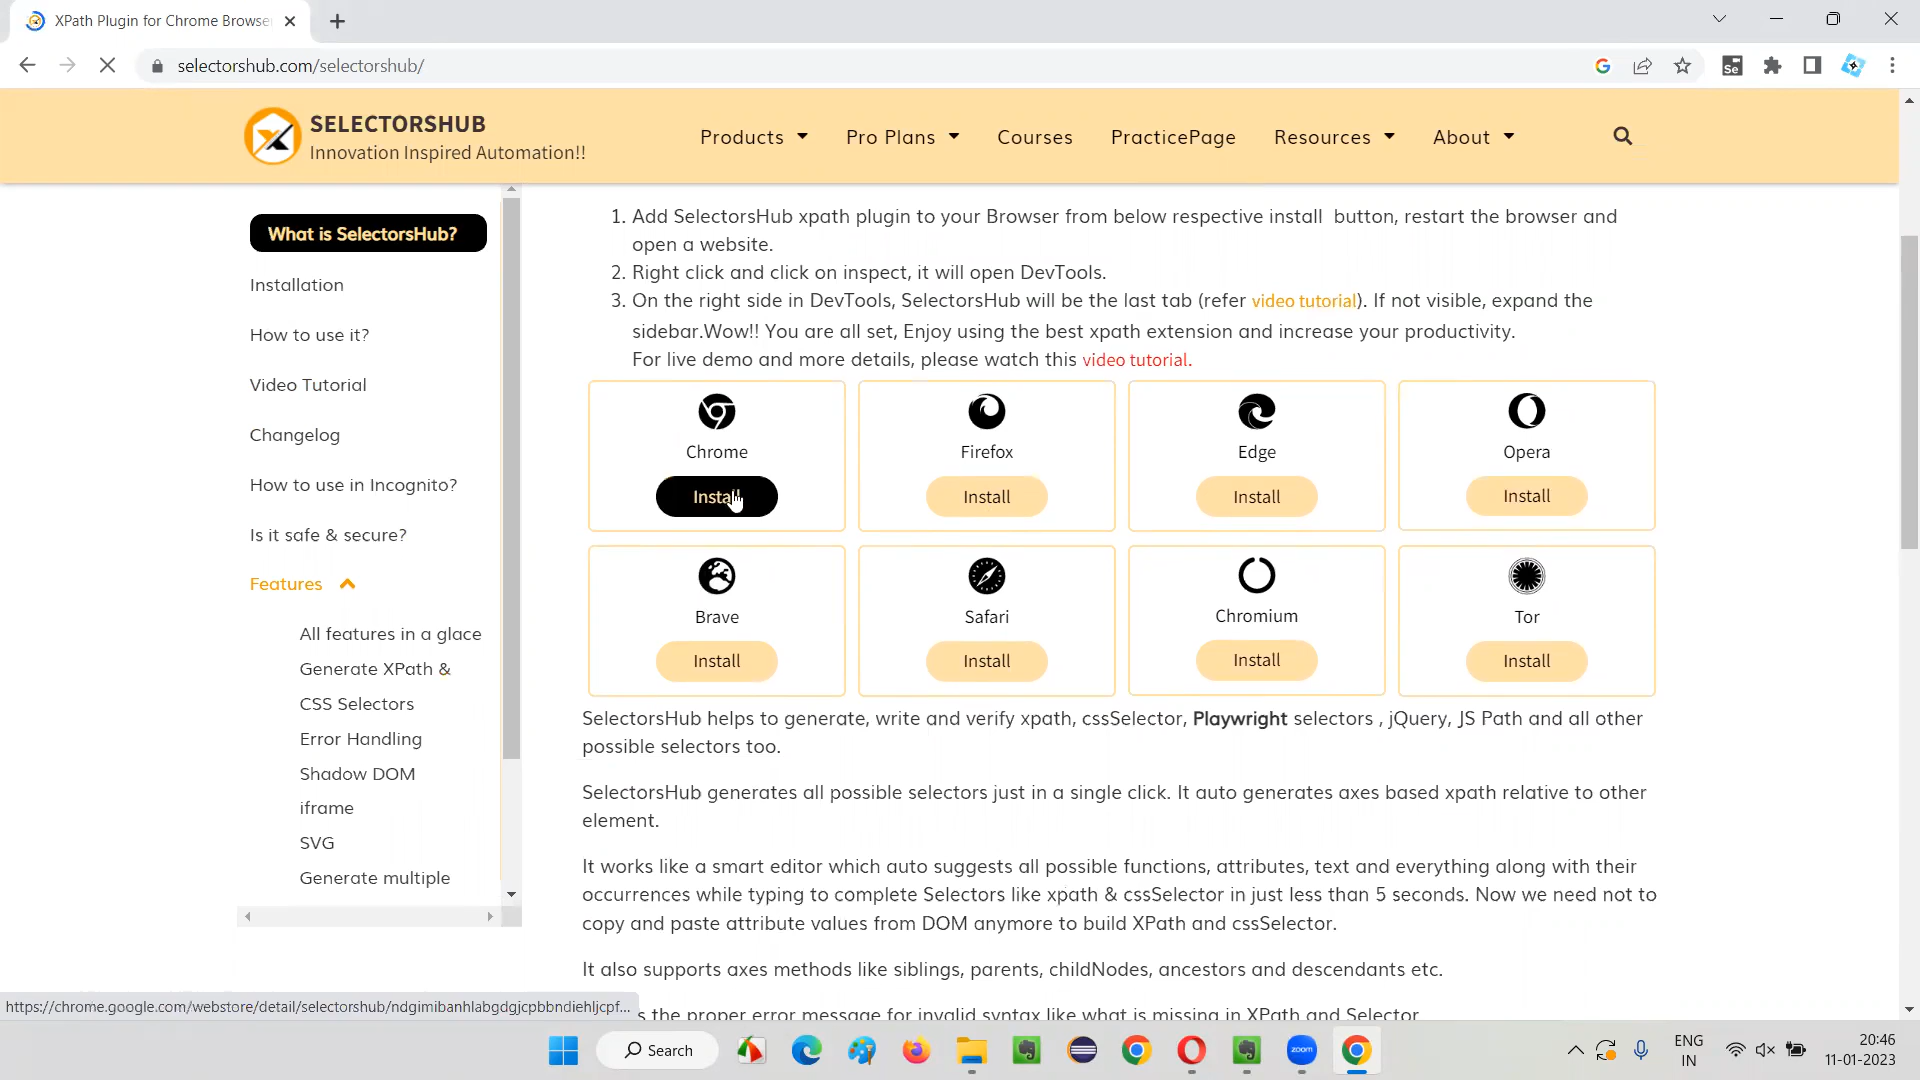 XPath Plugin for Chrome Browse
selectorshub.com/selectorshub/
SELECTORSHUB
Innovation Inspired Automation!!
Products
Pro Plans
Courses
PracticePage
Resources
About
What is SelectorsHub?
Installation
How to use it?
Video Tutorial
Changelog
How to use in Incognito?
Is it safe & secure?
Features
All features in a glace
Generate XPath &
CSS Selectors
Error Handling
Shadow DOM
iframe
SVG
Generate multiple
1. Add SelectorsHub xpath plugin to your Browser from below respective install button, restart the browser and
open a website.
2. Right click and click on inspect, it will open DevTools.
3. On the right side in DevTools, SelectorsHub will be the last tab (refer video tutorial). If not visible, expand the
sidebar.Wow!! You are all set, Enjoy using the best xpath extension and increase your productivity.
For live demo and more details, please watch this video tutorial.
Chrome
Install
Firefox
Install
Edge
Install
Opera
Install
Brave
Install
Safari
Install
Chromium
Install
Tor
Install
SelectorsHub helps to generate, write and verify xpath, cssSelector, Playwright selectors , jQuery, JS Path and all other
possible selectors too.
SelectorsHub generates all possible selectors just in a single click. It auto generates axes based xpath relative to other
element.
It works like a smart editor which auto suggests all possible functions, attributes, text and everything along with their
occurrences while typing to complete Selectors like xpath & cssSelector in just less than 5 seconds. Now we need not to
copy and paste attribute values from DOM anymore to build XPath and cssSelector.
It also supports axes methods like siblings, parents, childNodes, ancestors and descendants etc.
the proper error message for invalid syntax like what is missing in XPath and Selector
https://chrome.google.com/webstore/detail/selectorshub/ndgimibanhlabgdgjcpbbndiehljcpf...
Search
Se
zoom
ENG
IN
20:46
11-01-2023